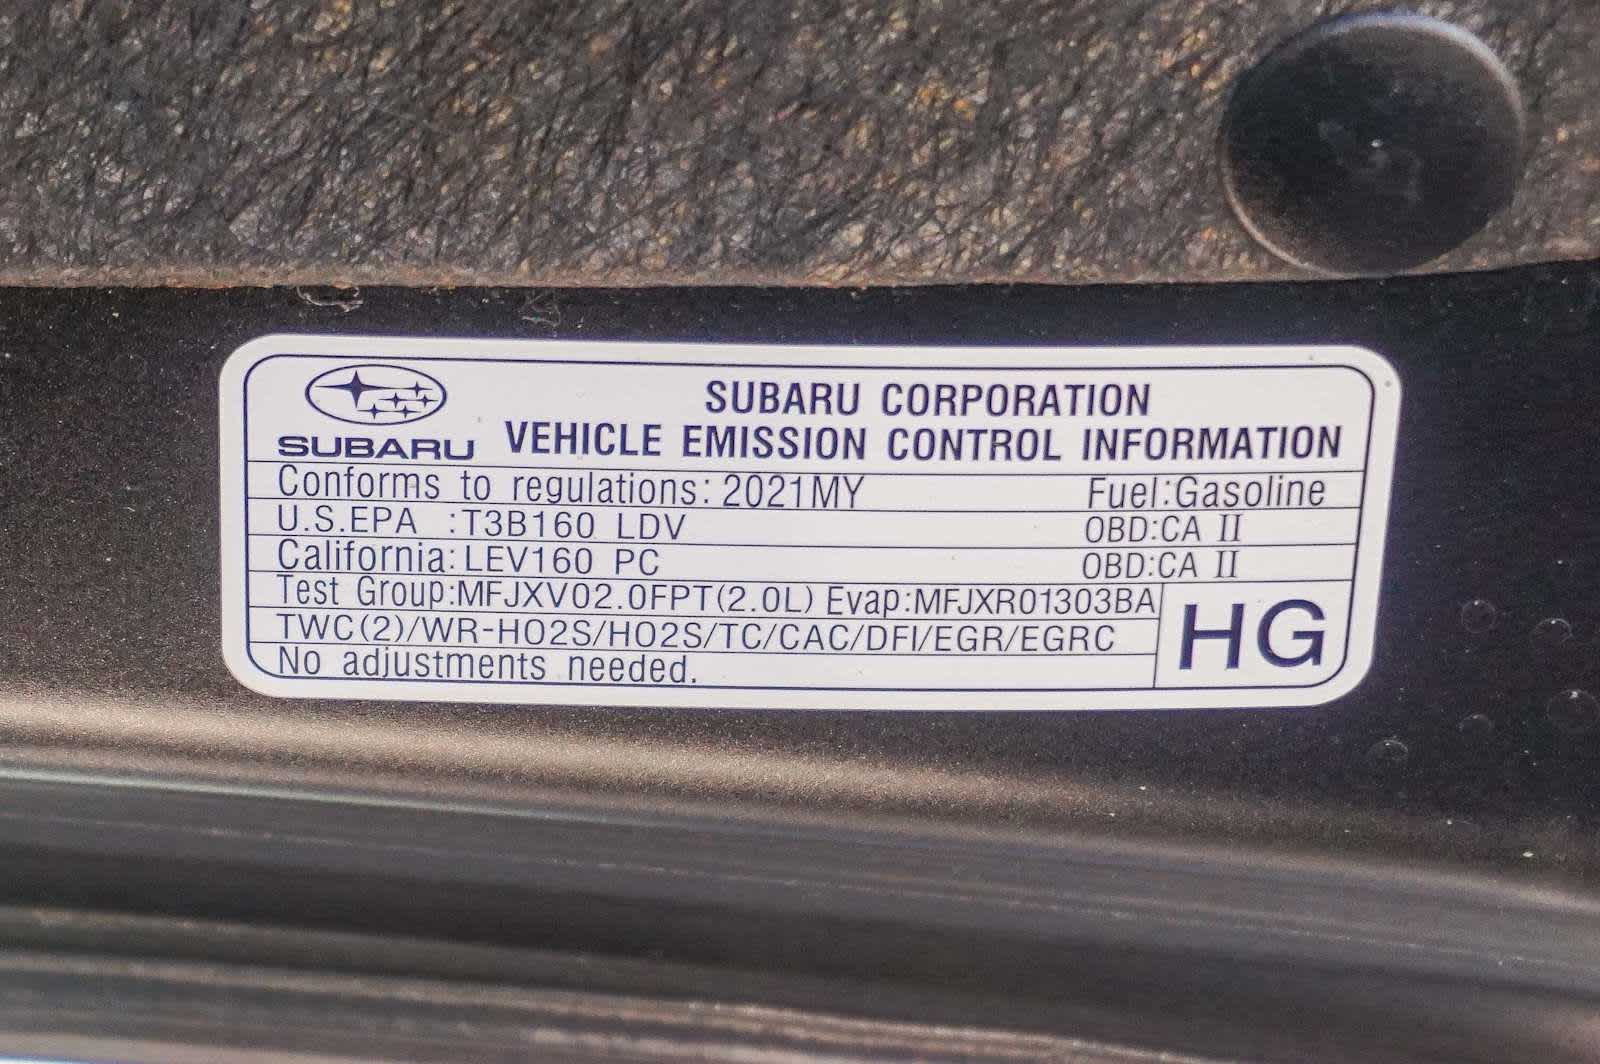 SUBARU CORPORATION
SUBARU VEHICLE EMISSION CONTROL INFORMATION
Conforms to regulations: 2021MY Fuel:Gasoline
U.S.EPA :T3B160 LDV OBD:CA II
California:LEV160 PC OBD:CA II
Test Group:MFJXV02.0FPT(2.0L) Evap:MFJXR01303BA
TWC(2)/WR-HO2S/HO2S/TC/CAC/DFI/EGR/EGRC
No adjustments needed.
HG